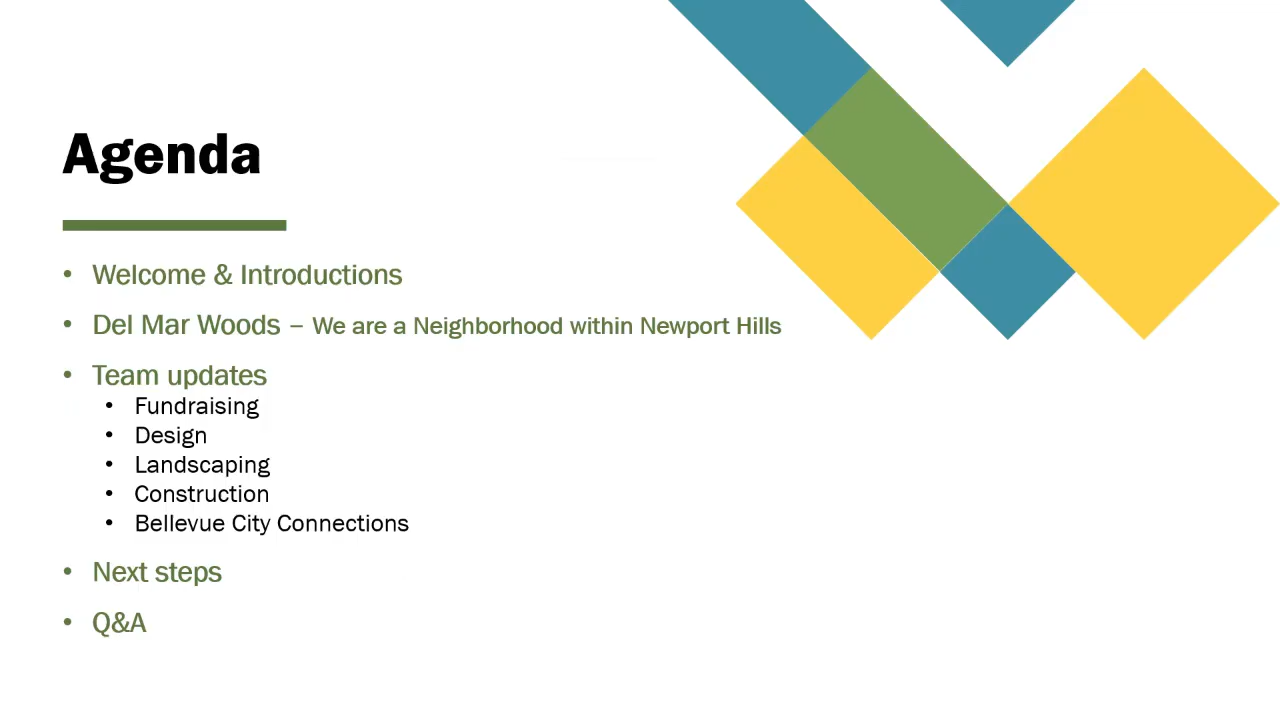 Agenda
• Welcome & Introductions
• Del Mar Woods – We are a Neighborhood within Newport Hills
• Team updates
• Fundraising
• Design
• Landscaping
• Construction
• Bellevue City Connections
• Next steps
• Q&A